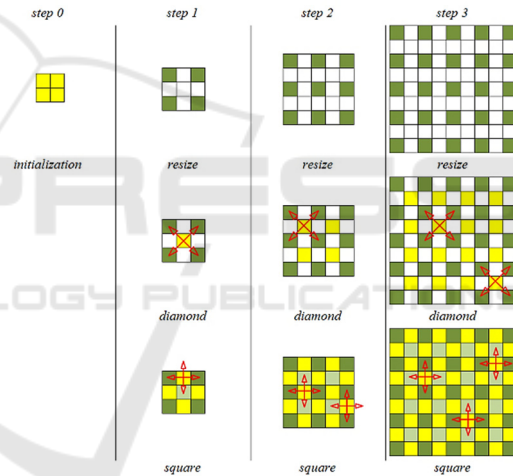 step 0 step 1 step 2 step 3
initialization resize resize resize
diamond diamond diamond
square square square